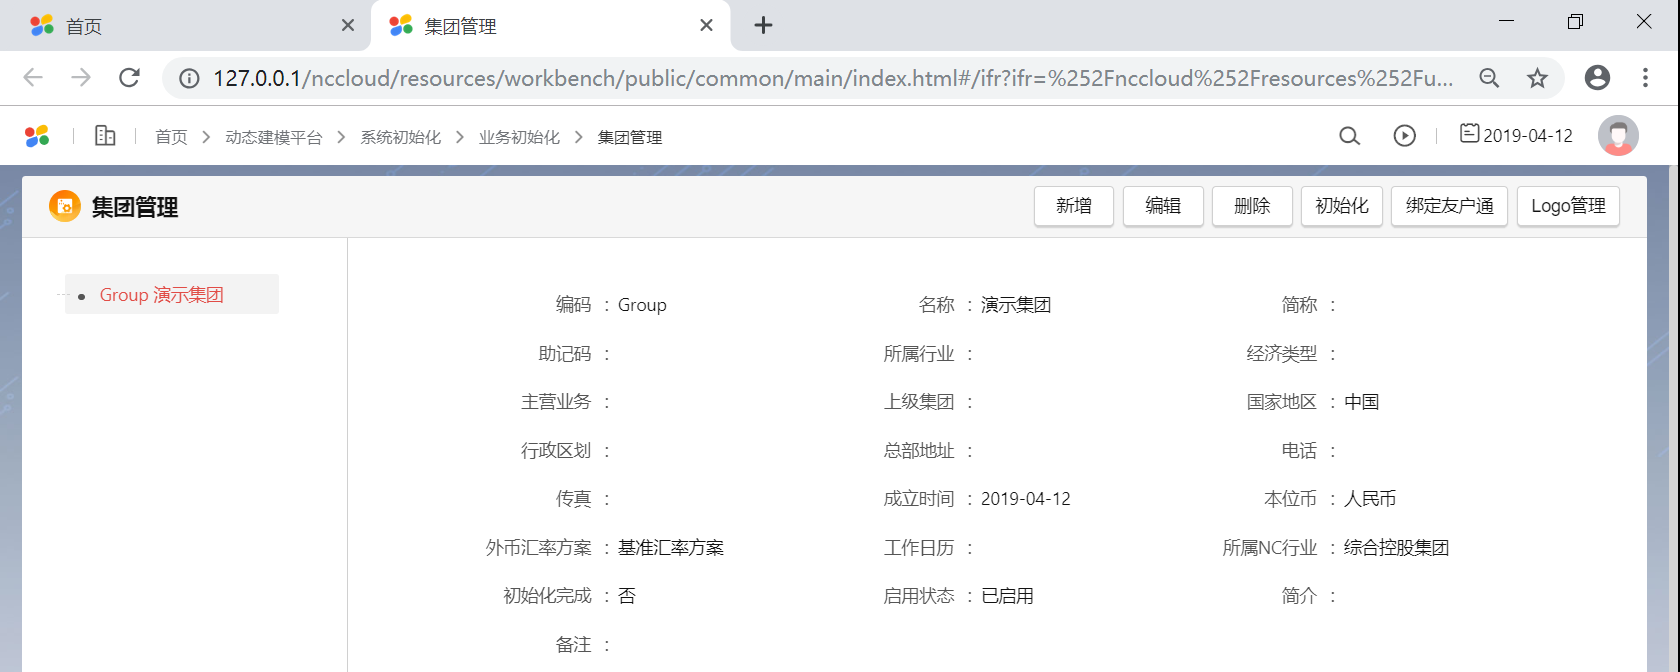 首页
集团管理
127.0.0.1/nccloud/resources/workbench/public/common/main/index.html#/ifr?ifr=%252Fnccloud%252Fresources%252Fu...
首页 > 动态建模平台 > 系统初始化 > 业务初始化 > 集团管理
2019-04-12
集团管理
新增 编辑 删除 初始化 绑定友户通 Logo管理
Group 演示集团
编码 : Group 名称 : 演示集团 简称 :
助记码 : 所属行业 : 经济类型 :
主营业务 : 上级集团 : 国家地区 : 中国
行政区划 : 总部地址 : 电话 :
传真 : 成立时间 : 2019-04-12 本位币 : 人民币
外币汇率方案 : 基准汇率方案 工作日历 : 所属NC行业 : 综合控股集团
初始化完成 : 否 启用状态 : 已启用 简介 :
备注 :